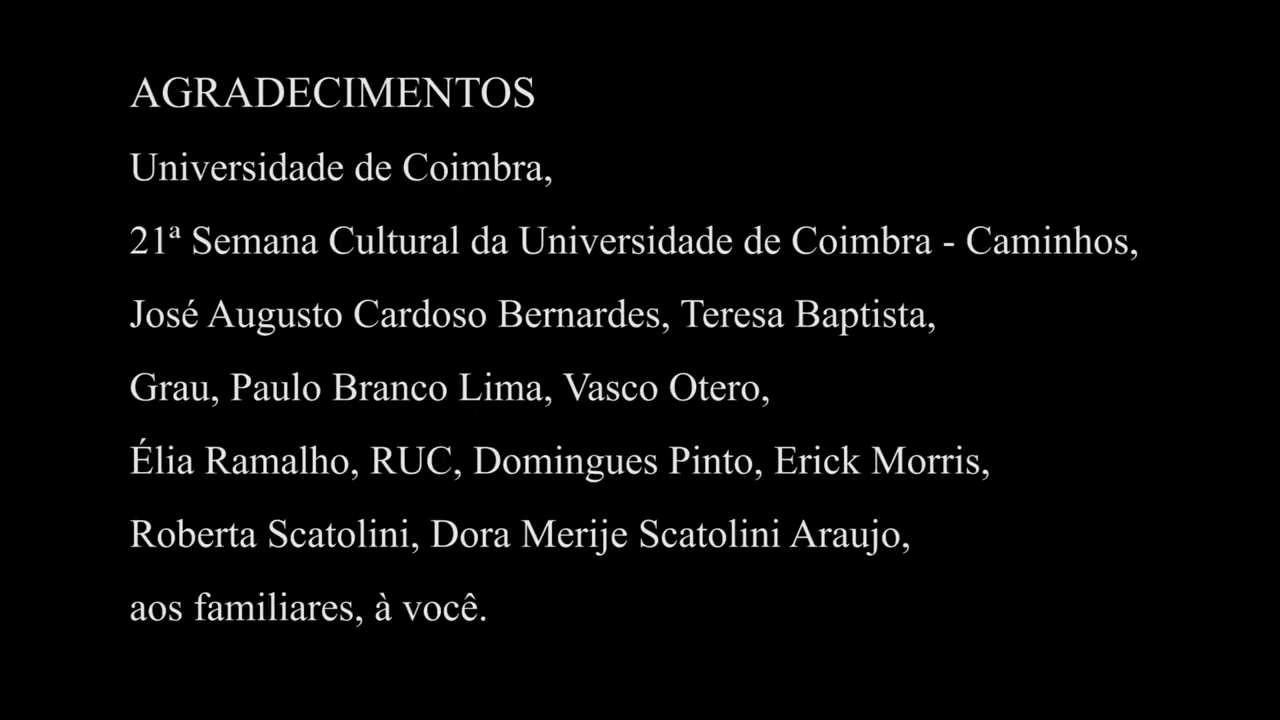 AGRADECIMENTOS
Universidade de Coimbra,
21ª Semana Cultural da Universidade de Coimbra - Caminhos,
José Augusto Cardoso Bernardes, Teresa Baptista,
Grau, Paulo Branco Lima, Vasco Otero,
Élia Ramalho, RUC, Domingues Pinto, Erick Morris,
Roberta Scatolini, Dora Merije Scatolini Araujo,
aos familiares, à você.